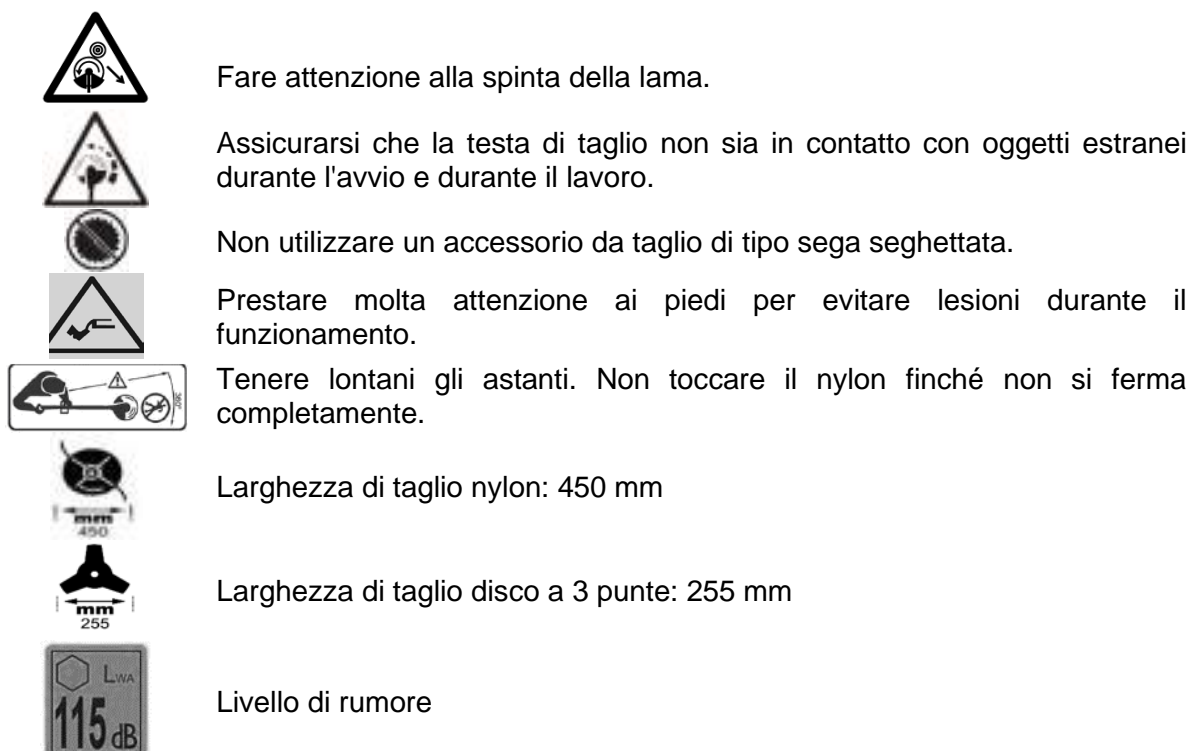 Fare attenzione alla spinta della lama.
Assicurarsi che la testa di taglio non sia in contatto con oggetti estranei
durante l'avvio e durante il lavoro.
Non utilizzare un accessorio da taglio di tipo sega seghettata.
Prestare molta attenzione ai piedi per evitare lesioni durante il
funzionamento.
360°
Tenere lontani gli astanti. Non toccare il nylon finché non si ferma
completamente.
mm
450
Larghezza di taglio nylon: 450 mm
mm
255
Larghezza di taglio disco a 3 punte: 255 mm
LWA
115 dB
Livello di rumore